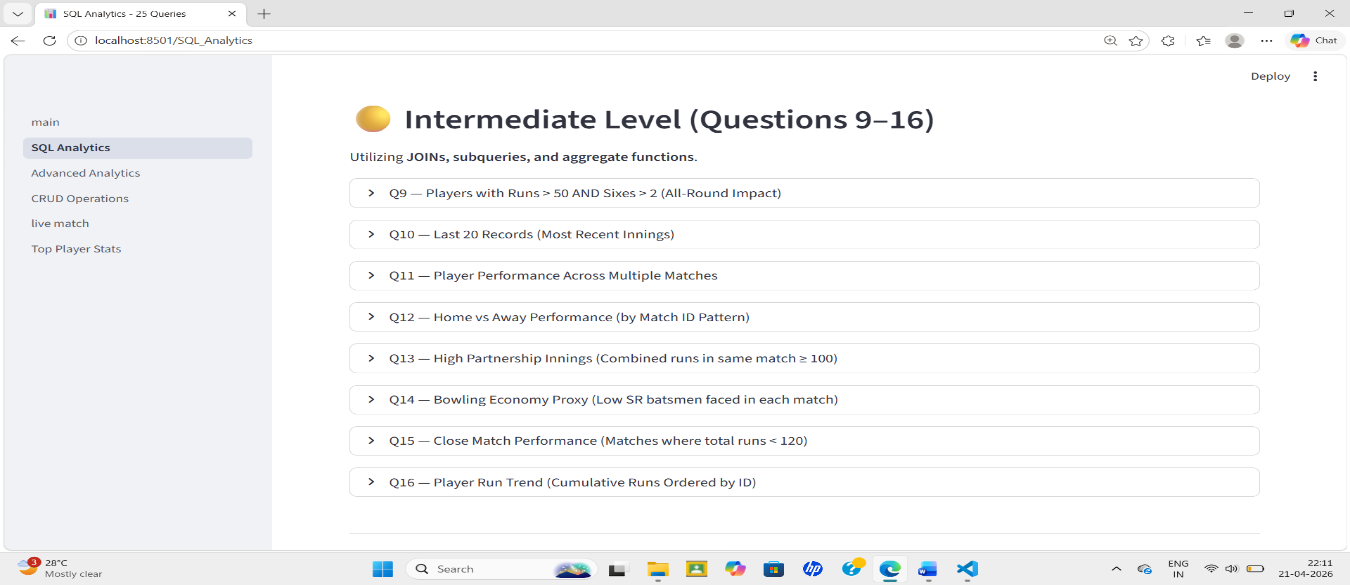 SQL Analytics - 25 Queries
localhost:8501/SQL_Analytics
Chat
Deploy
main
SQL Analytics
Advanced Analytics
CRUD Operations
live match
Top Player Stats
Intermediate Level (Questions 9–16)
Utilizing JOINs, subqueries, and aggregate functions.
Q9 — Players with Runs > 50 AND Sixes > 2 (All-Round Impact)
Q10 — Last 20 Records (Most Recent Innings)
Q11 — Player Performance Across Multiple Matches
Q12 — Home vs Away Performance (by Match ID Pattern)
Q13 — High Partnership Innings (Combined runs in same match ≥ 100)
Q14 — Bowling Economy Proxy (Low SR batsmen faced in each match)
Q15 — Close Match Performance (Matches where total runs < 120)
Q16 — Player Run Trend (Cumulative Runs Ordered by ID)
3
28°C
Mostly clear
Search
hp
?
W
ENG
IN
22:11
21-04-2026